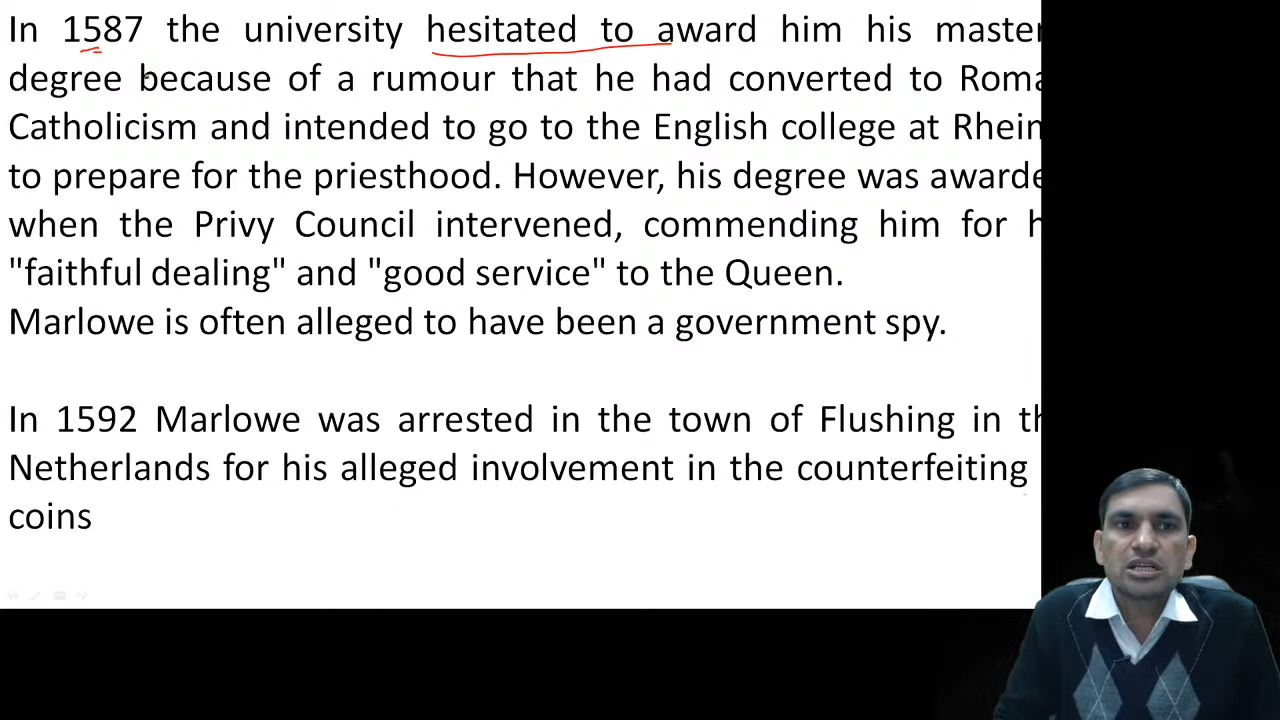 In 1587 the university hesitated to award him his master
degree because of a rumour that he had converted to Roma
Catholicism and intended to go to the English college at Rheim
to prepare for the priesthood. However, his degree was awarde
when the Privy Council intervened, commending him for h
"faithful dealing" and "good service" to the Queen.
Marlowe is often alleged to have been a government spy.
In 1592 Marlowe was arrested in the town of Flushing in th
Netherlands for his alleged involvement in the counterfeiting
coins